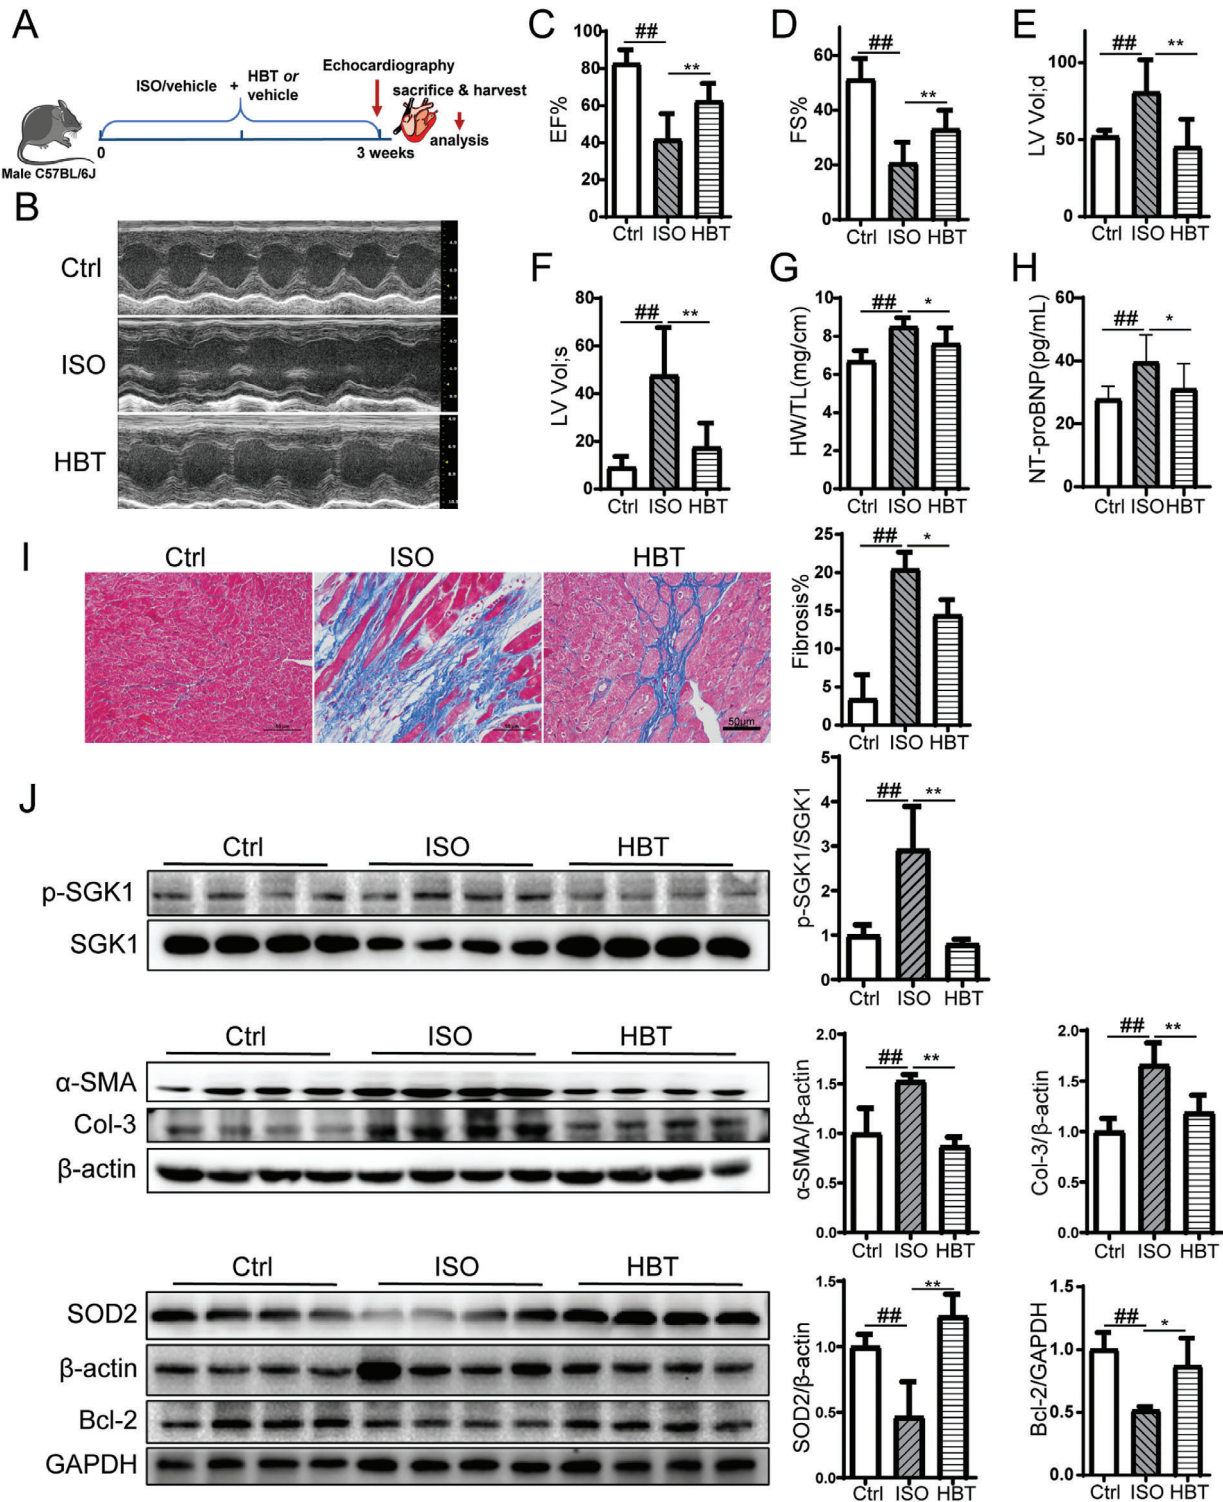 A
ISO/vehicle + HBT or
vehicle
Echocardiography
sacrifice & harvest
analysis
0
3 weeks
Male C57BL/6J
B
Ctrl
ISO
HBT
C
EF%
100
80
60
40
20
0
##
**
Ctrl ISO HBT
D
FS%
60
40
20
0
##
**
Ctrl ISO HBT
E
LV Vol;d
100
50
0
##
**
Ctrl ISO HBT
F
LV Vol;s
80
60
40
20
0
##
**
Ctrl ISO HBT
G
HW/TL(mg/cm)
10
8
6
4
2
0
##
*
Ctrl ISO HBT
H
NT-proBNP(pg/mL)
60
40
20
0
##
*
Ctrl ISO HBT
I
Ctrl
ISO
HBT
50μm
Fibrosis%
25
20
15
10
5
0
##
*
Ctrl ISO HBT
J
Ctrl
ISO
HBT
p-SGK1
SGK1
p-SGK1/SGK1
5
4
3
2
1
0
##
**
Ctrl ISO HBT
Ctrl
ISO
HBT
α-SMA
Col-3
β-actin
α-SMA/β-actin
2.0
1.5
1.0
0.5
0.0
##
**
Ctrl ISO HBT
Col-3/β-actin
2.0
1.5
1.0
0.5
0.0
##
**
Ctrl ISO HBT
Ctrl
ISO
HBT
SOD2
β-actin
Bcl-2
GAPDH
SOD2/β-actin
1.5
1.0
0.5
0.0
##
**
Ctrl ISO HBT
Bcl-2/GAPDH
1.5
1.0
0.5
0.0
##
*
Ctrl ISO HBT